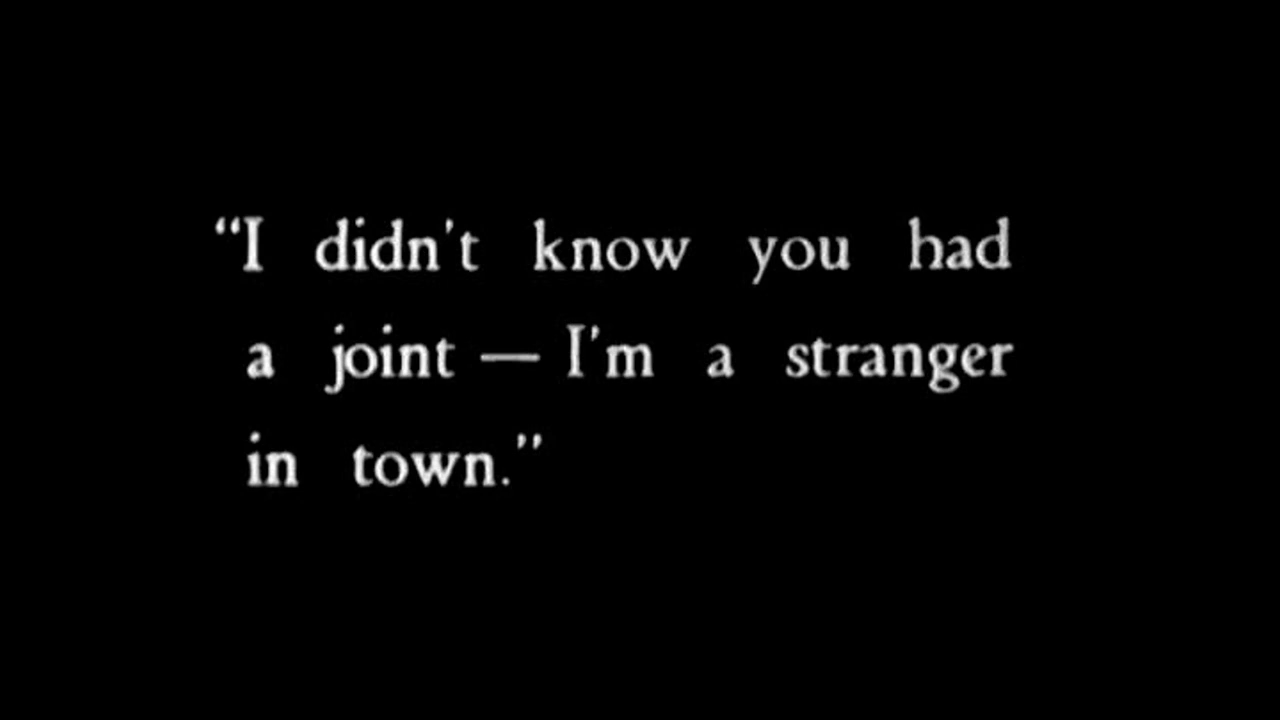 “I didn't know you had
a joint — I'm a stranger
in town.”